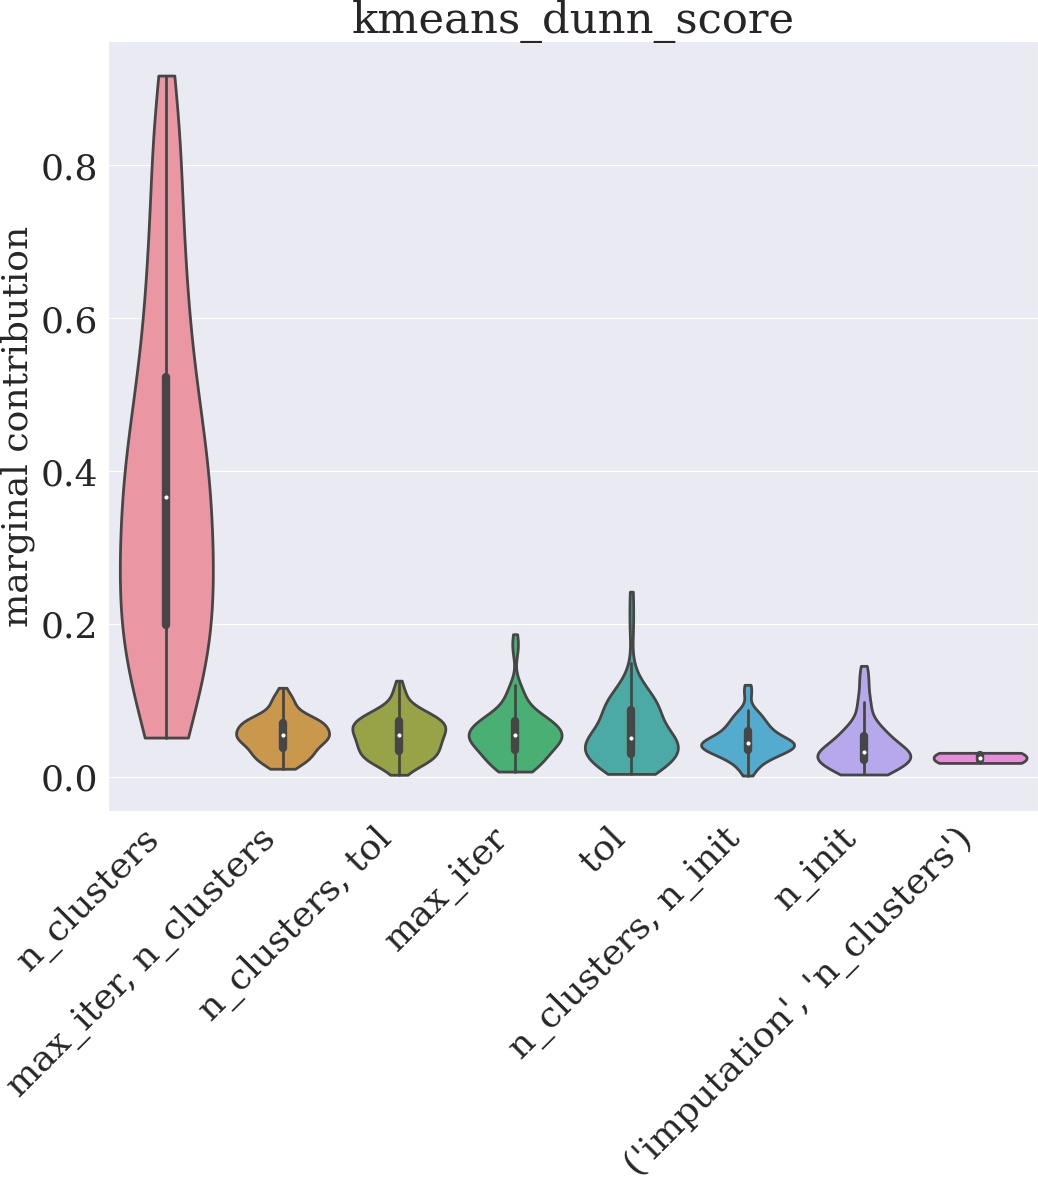 kmeans_dunn_score
marginal contribution
0.8
0.6
0.4
0.2
0.0
n_clusters
max_iter, n_clusters
n_clusters, tol
max_iter
tol
n_clusters, n_init
n_init
('imputation', 'n_clusters')